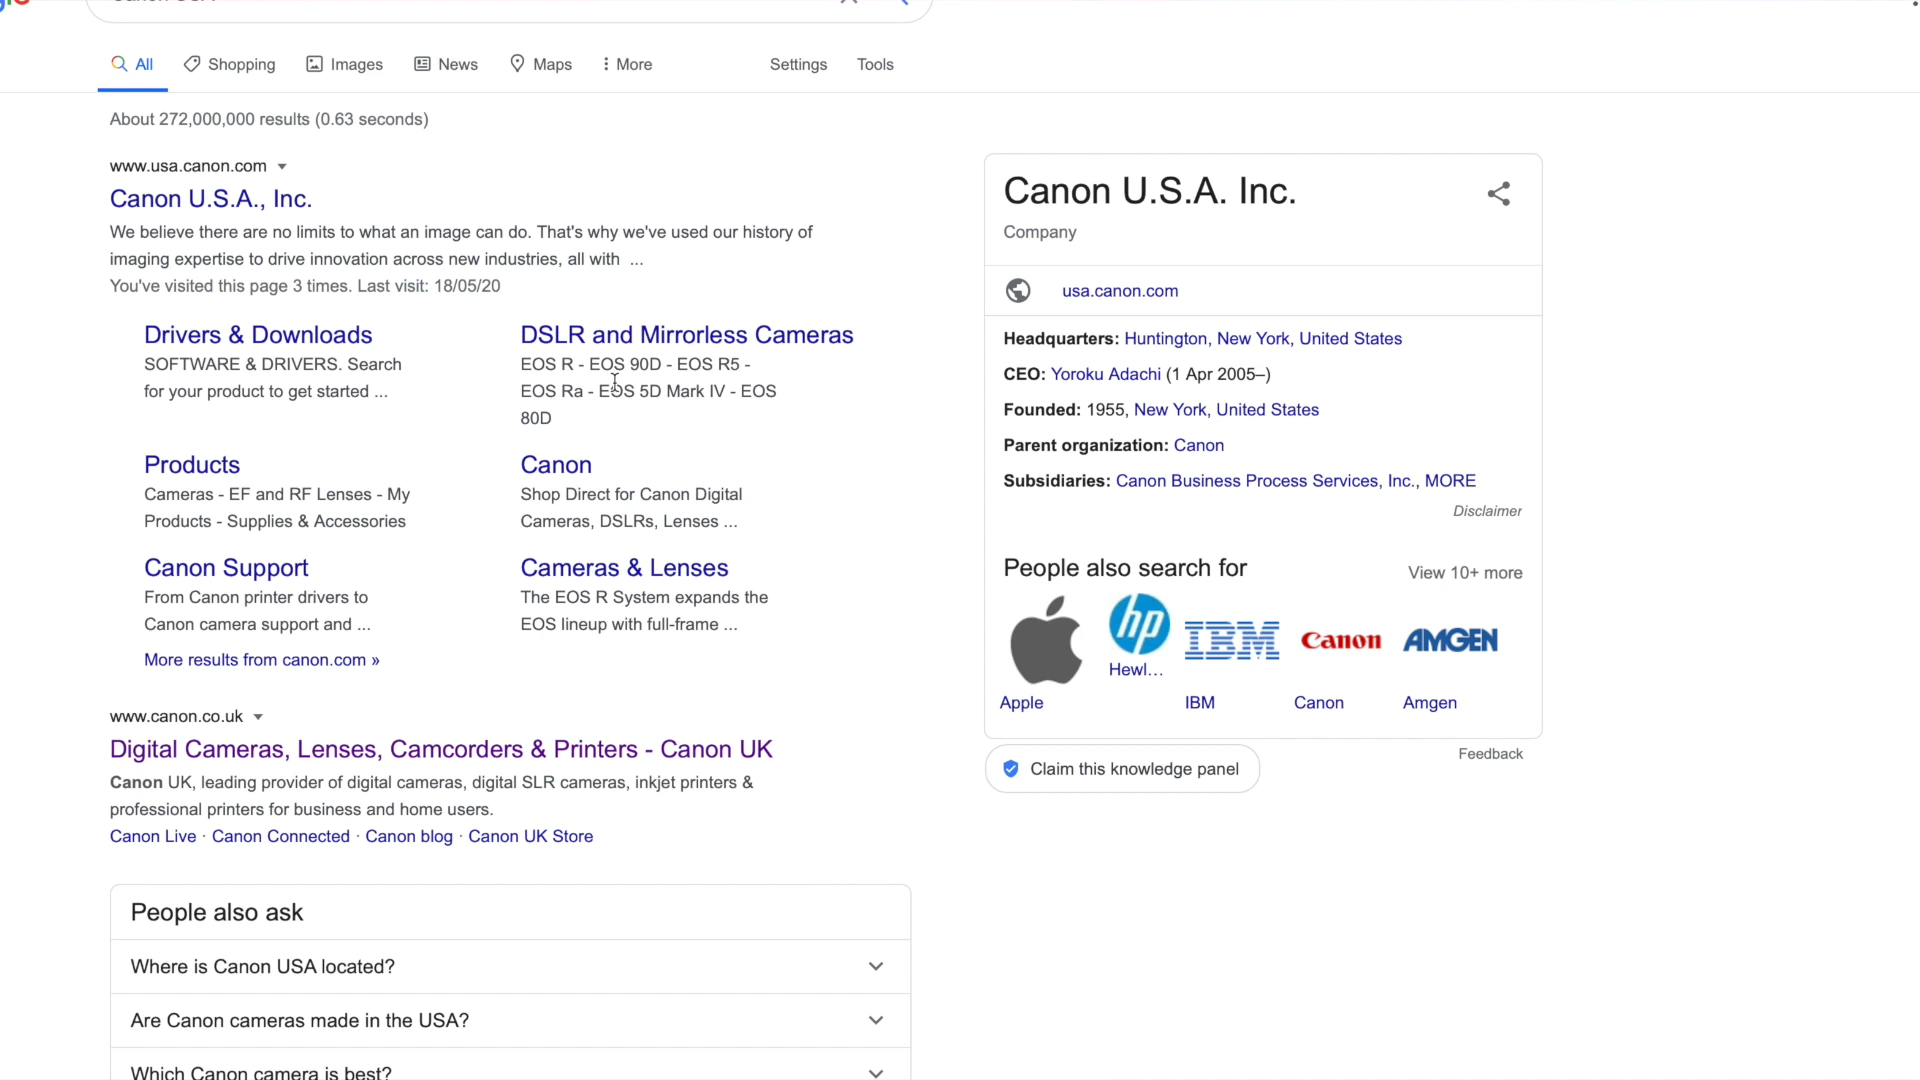 All Shopping Images News Maps More Settings Tools
About 272,000,000 results (0.63 seconds)
www.usa.canon.com
Canon U.S.A., Inc.
We believe there are no limits to what an image can do. That's why we've used our history of
imaging expertise to drive innovation across new industries, all with ...
You've visited this page 3 times. Last visit: 18/05/20
Drivers & Downloads
SOFTWARE & DRIVERS. Search
for your product to get started ...
DSLR and Mirrorless Cameras
EOS R - EOS 90D - EOS R5 -
EOS Ra - EOS 5D Mark IV - EOS
80D
Products
Cameras - EF and RF Lenses - My
Products - Supplies & Accessories
Canon
Shop Direct for Canon Digital
Cameras, DSLRs, Lenses ...
Canon Support
From Canon printer drivers to
Canon camera support and ...
Cameras & Lenses
The EOS R System expands the
EOS lineup with full-frame ...
More results from canon.com »
www.canon.co.uk
Digital Cameras, Lenses, Camcorders & Printers - Canon UK
Canon UK, leading provider of digital cameras, digital SLR cameras, inkjet printers &
professional printers for business and home users.
Canon Live · Canon Connected · Canon blog · Canon UK Store
People also ask
Where is Canon USA located?
Are Canon cameras made in the USA?
Which Canon camera is best?
Canon U.S.A. Inc.
Company
usa.canon.com
Headquarters: Huntington, New York, United States
CEO: Yoroku Adachi (1 Apr 2005–)
Founded: 1955, New York, United States
Parent organization: Canon
Subsidiaries: Canon Business Process Services, Inc., MORE
Disclaimer
People also search for
View 10+ more
hp IBM Canon AMGEN
Hewl...
Apple IBM Canon Amgen
Feedback
Claim this knowledge panel